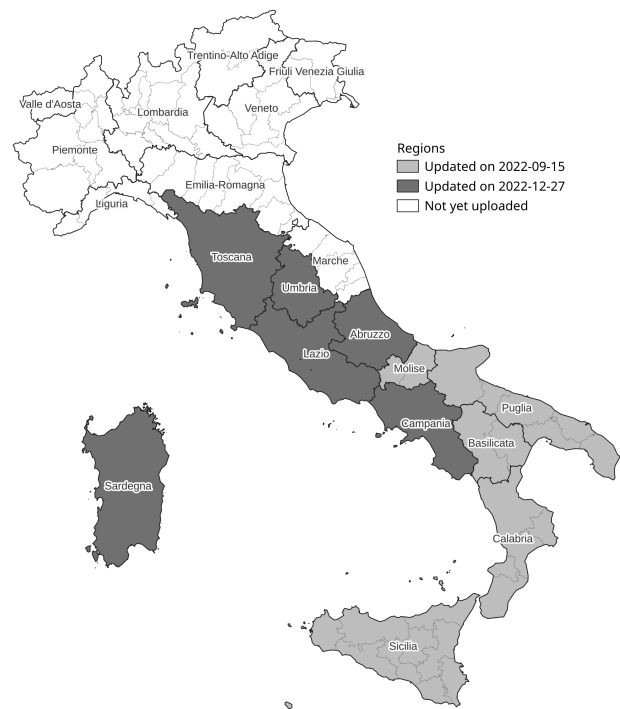 Trentino-Alto Adige
Friuli Venezia Giulia
Valle d'Aosta
Lombardia
Veneto
Piemonte
Emilia-Romagna
Liguria
Regions
Updated on 2022-09-15
Updated on 2022-12-27
Not yet uploaded
Toscana
Marche
Umbria
Abruzzo
Lazio
Molise
Puglia
Campania
Basilicata
Sardegna
Calabria
Sicilia